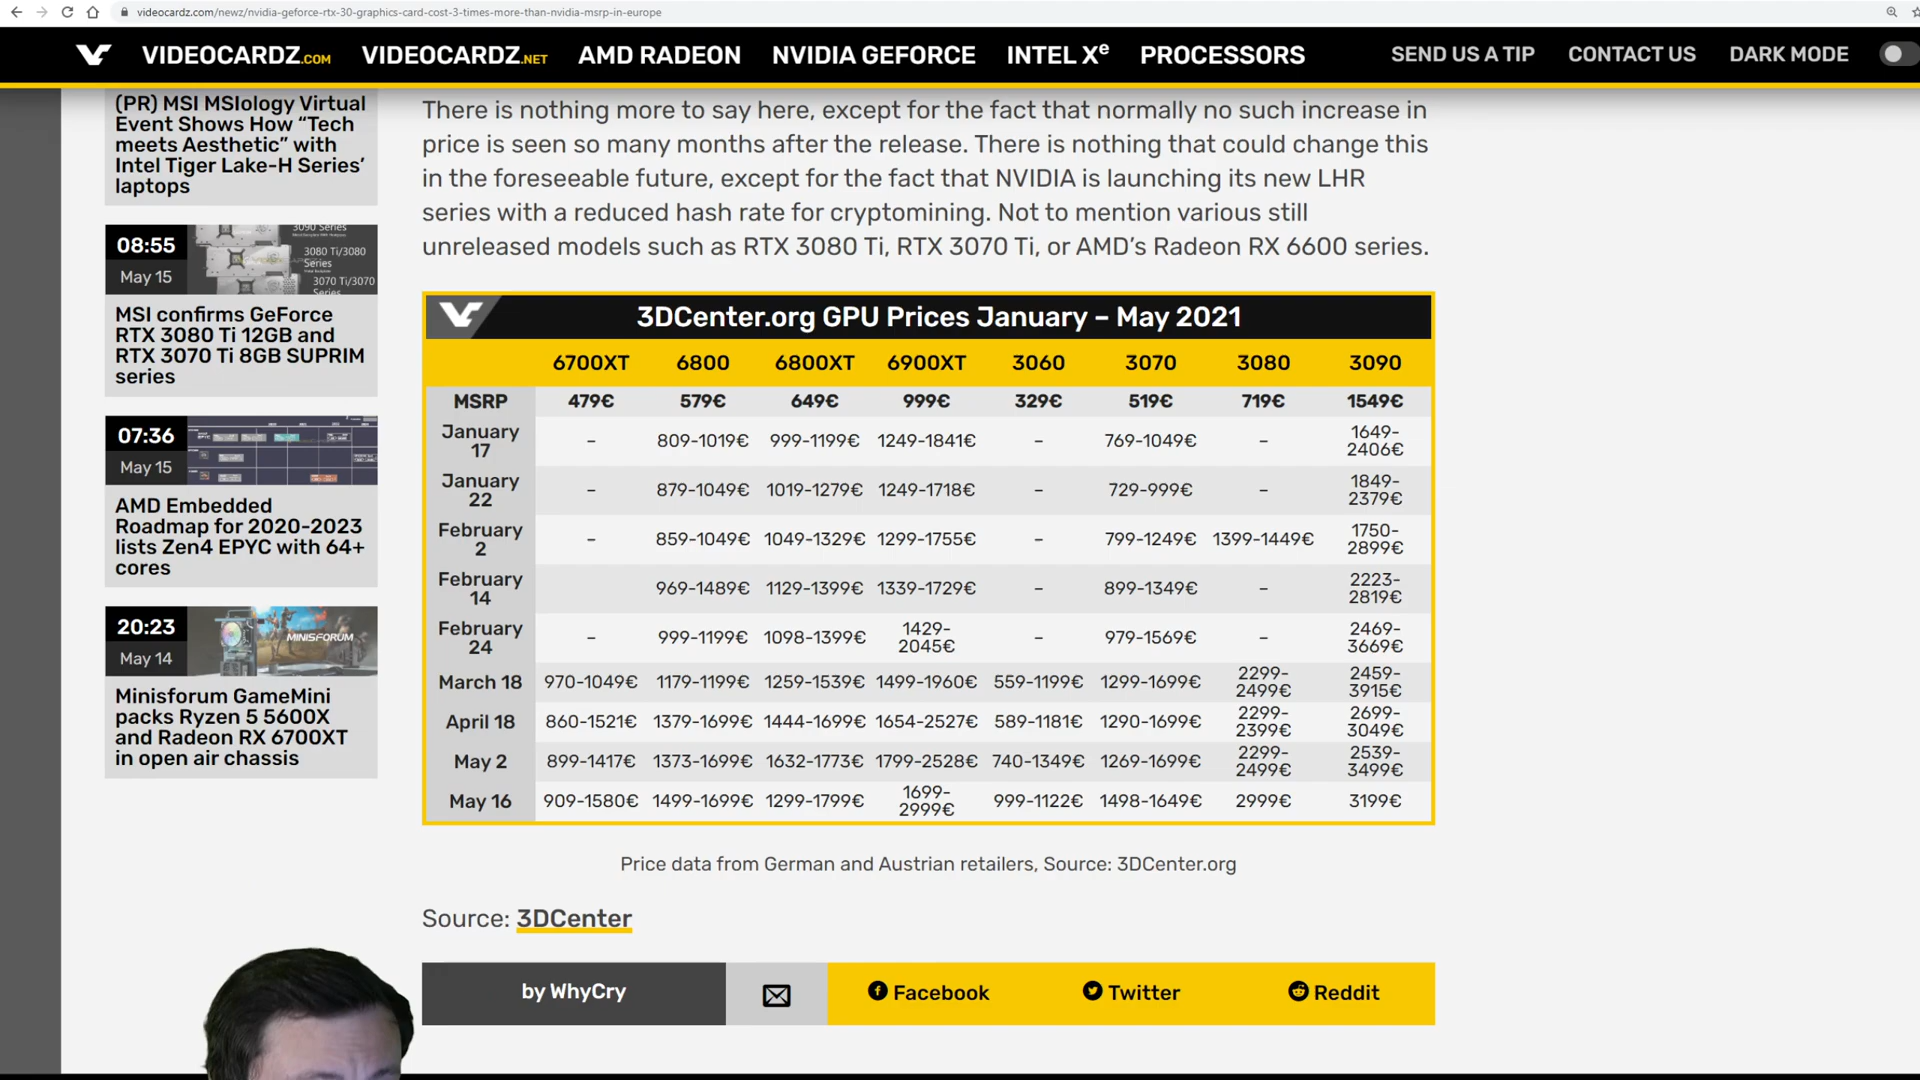 videocardz.com/newz/nvidia-geforce-rtx-30-graphics-card-cost-3-times-more-than-nvidia-msrp-in-europe
VIDEOCARDZ.COM VIDEOCARDZ.NET AMD RADEON NVIDIA GEFORCE INTEL Xe PROCESSORS SEND US A TIP CONTACT US DARK MODE
(PR) MSI MSIology Virtual
Event Shows How “Tech
meets Aesthetic” with
Intel Tiger Lake-H Series’
laptops
3090 Series
3080 Ti/3080
Series
3070 Ti/3070
Series
08:55
May 15
MSI confirms GeForce
RTX 3080 Ti 12GB and
RTX 3070 Ti 8GB SUPRIM
series
07:36
May 15
AMD Embedded
Roadmap for 2020-2023
lists Zen4 EPYC with 64+
cores
20:23
May 14
MINISFORUM
Minisforum GameMini
packs Ryzen 5 5600X
and Radeon RX 6700XT
in open air chassis
There is nothing more to say here, except for the fact that normally no such increase in
price is seen so many months after the release. There is nothing that could change this
in the foreseeable future, except for the fact that NVIDIA is launching its new LHR
series with a reduced hash rate for cryptomining. Not to mention various still
unreleased models such as RTX 3080 Ti, RTX 3070 Ti, or AMD’s Radeon RX 6600 series.
3DCenter.org GPU Prices January – May 2021
6700XT 6800 6800XT 6900XT 3060 3070 3080 3090
MSRP 479€ 579€ 649€ 999€ 329€ 519€ 719€ 1549€
January 17 – 809-1019€ 999-1199€ 1249-1841€ – 769-1049€ – 1649-2406€
January 22 – 879-1049€ 1019-1279€ 1249-1718€ – 729-999€ – 1849-2379€
February 2 – 859-1049€ 1049-1329€ 1299-1755€ – 799-1249€ 1399-1449€ 1750-2899€
February 14 969-1489€ 1129-1399€ 1339-1729€ – 899-1349€ – 2223-2819€
February 24 – 999-1199€ 1098-1399€ 1429-2045€ – 979-1569€ – 2469-3669€
March 18 970-1049€ 1179-1199€ 1259-1539€ 1499-1960€ 559-1199€ 1299-1699€ 2299-2499€ 2459-3915€
April 18 860-1521€ 1379-1699€ 1444-1699€ 1654-2527€ 589-1181€ 1290-1699€ 2299-2399€ 2699-3049€
May 2 899-1417€ 1373-1699€ 1632-1773€ 1799-2528€ 740-1349€ 1269-1699€ 2299-2499€ 2539-3499€
May 16 909-1580€ 1499-1699€ 1299-1799€ 1699-2999€ 999-1122€ 1498-1649€ 2999€ 3199€
Price data from German and Austrian retailers, Source: 3DCenter.org
Source: 3DCenter
by WhyCry Facebook Twitter Reddit